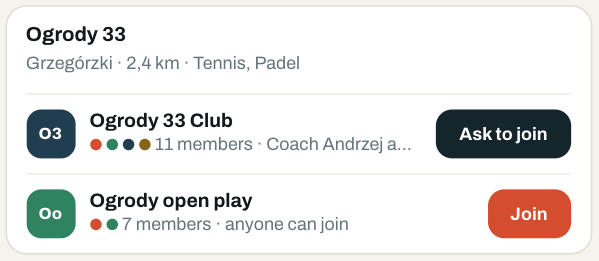 Ogrody 33
Grzegórzki · 2,4 km · Tennis, Padel
O3
Ogrody 33 Club
11 members · Coach Andrzej a...
Ask to join
Oo
Ogrody open play
7 members · anyone can join
Join